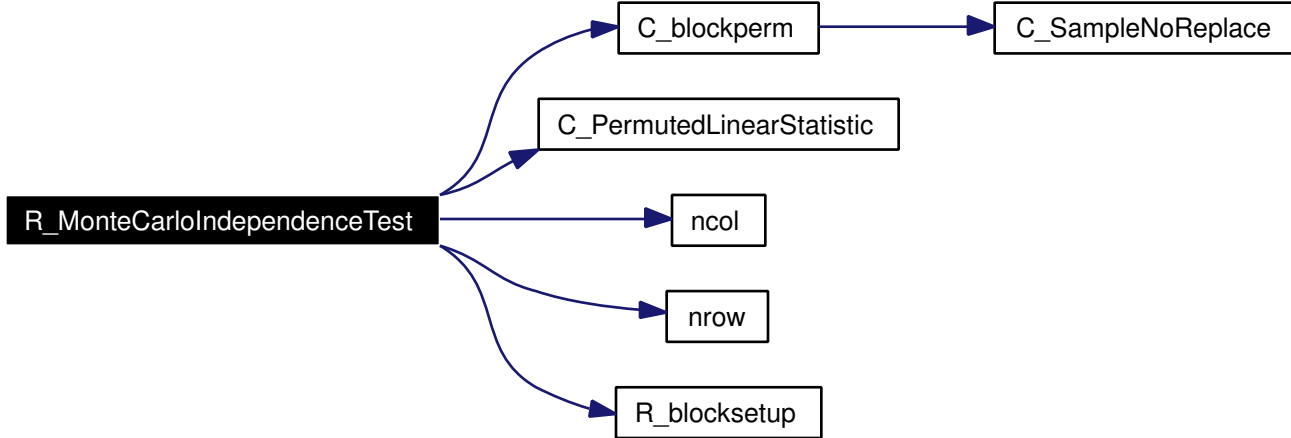 C_blockperm
C_SampleNoReplace
C_PermutedLinearStatistic
R_MonteCarloIndependenceTest
ncol
nrow
R_blocksetup